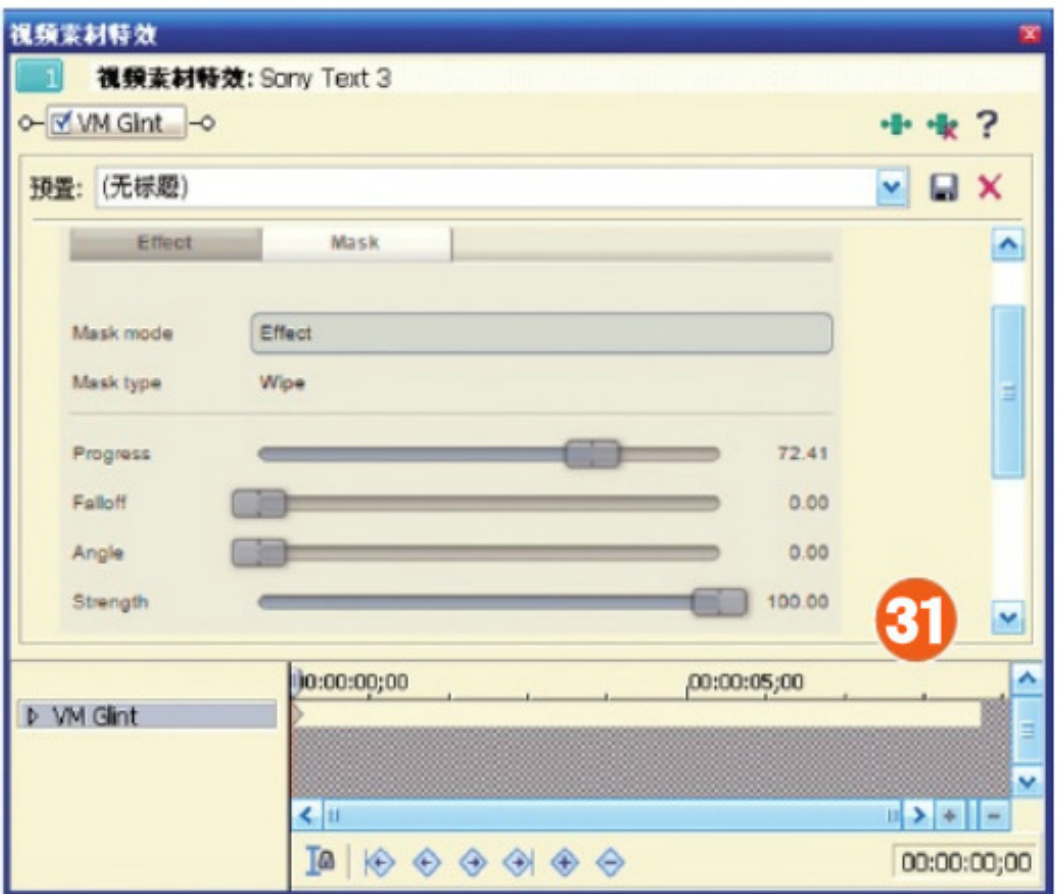 视频素材特效
1 视频素材特效: Sony Text 3
VM Glint
?
预置: (无标题)
Effect Mask
Mask mode Effect
Mask type Wipe
Progress 72.41
Falloff 0.00
Angle 0.00
Strength 100.00
31
00:00:00;00 00:00:05;00
VM Glint
00:00:00;00